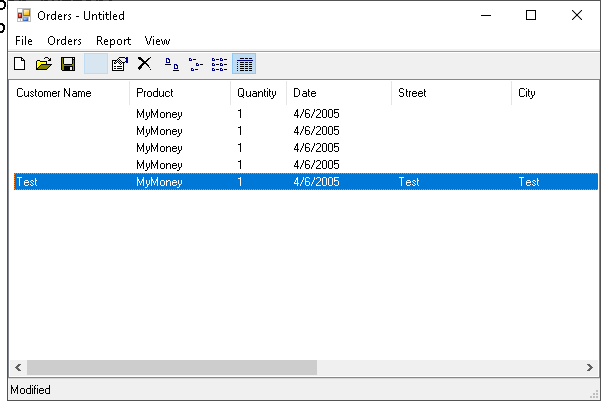 Orders - Untitled
File Orders Report View
Customer Name Product Quantity Date Street City
MyMoney 1 4/6/2005
MyMoney 1 4/6/2005
MyMoney 1 4/6/2005
MyMoney 1 4/6/2005
Test MyMoney 1 4/6/2005 Test Test
Modified